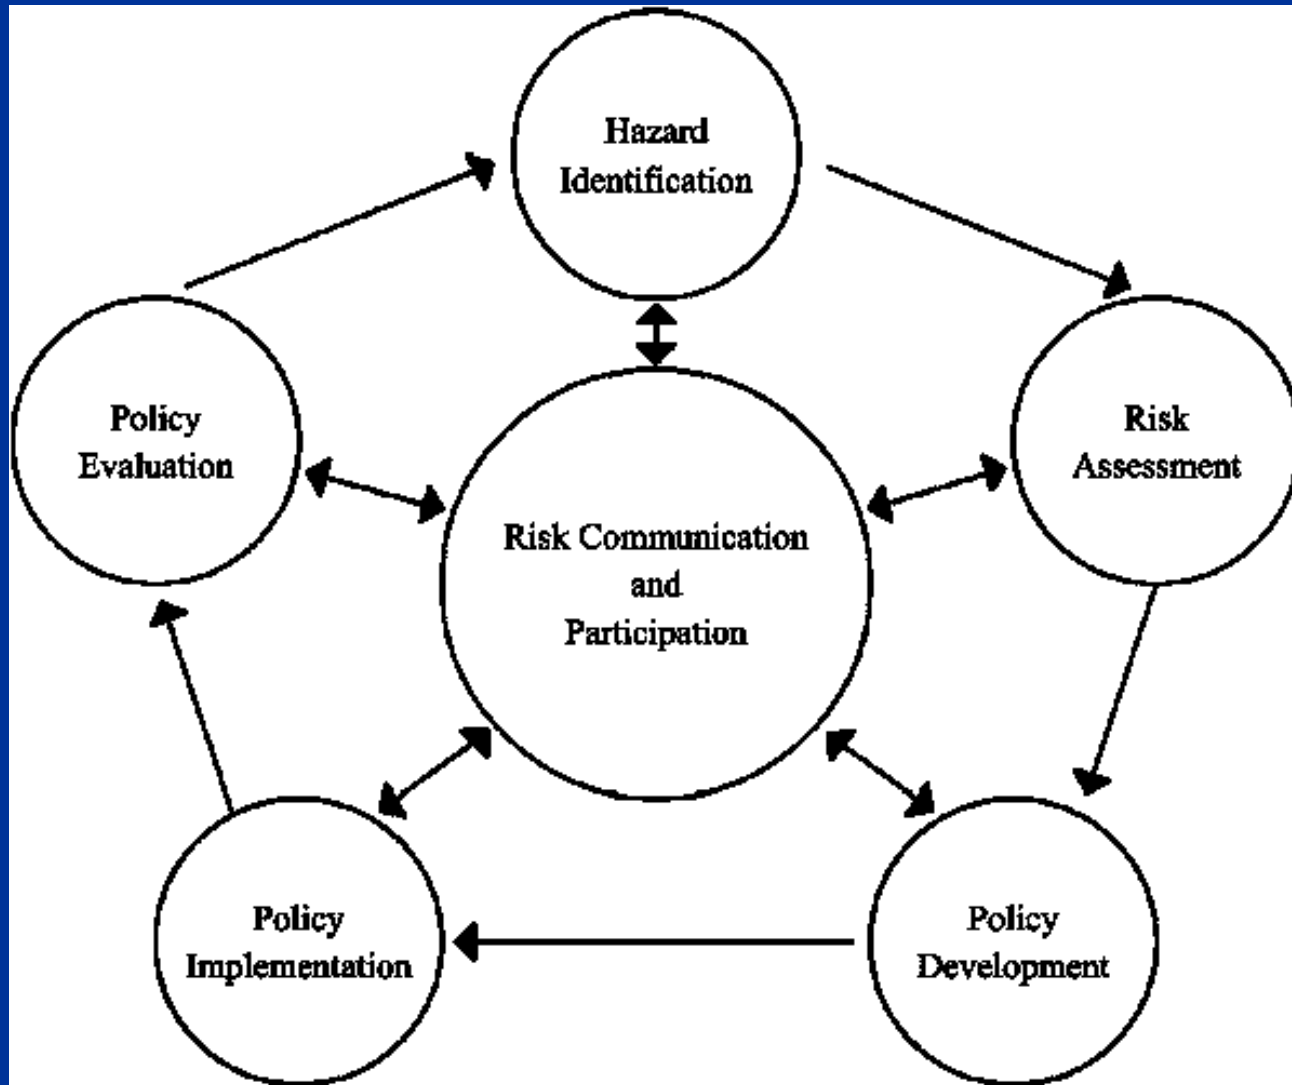 Hazard
Identification
Policy
Evaluation
Risk
Assessment
Risk Communication
and
Participation
Policy
Implementation
Policy
Development